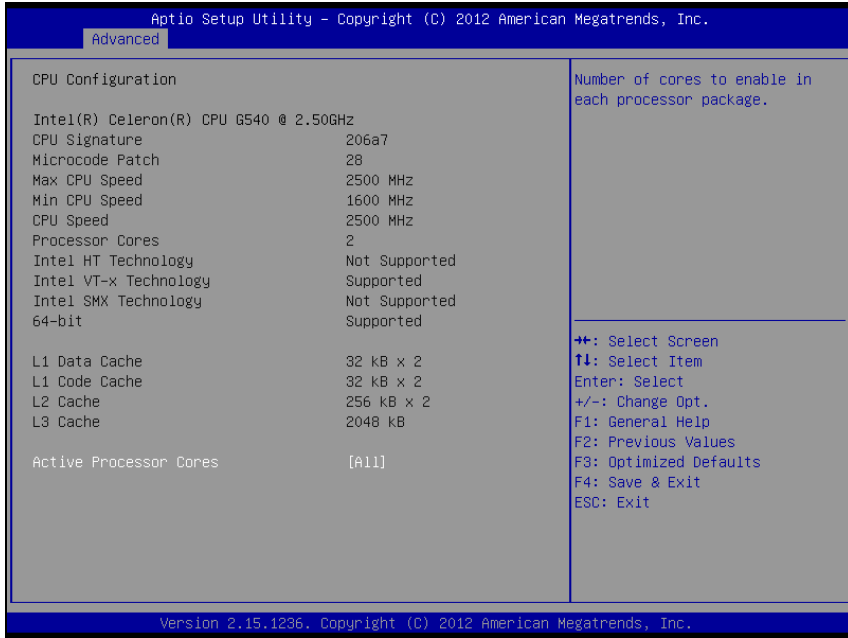 Aptio Setup Utility – Copyright (C) 2012 American Megatrends, Inc.
Advanced
CPU Configuration
Intel(R) Celeron(R) CPU G540 @ 2.50GHz
CPU Signature 206a7
Microcode Patch 28
Max CPU Speed 2500 MHz
Min CPU Speed 1600 MHz
CPU Speed 2500 MHz
Processor Cores 2
Intel HT Technology Not Supported
Intel VT-x Technology Supported
Intel SMX Technology Not Supported
64-bit Supported
L1 Data Cache 32 kB x 2
L1 Code Cache 32 kB x 2
L2 Cache 256 kB x 2
L3 Cache 2048 kB
Active Processor Cores [All]
Number of cores to enable in
each processor package.
→←: Select Screen
↑↓: Select Item
Enter: Select
+/-: Change Opt.
F1: General Help
F2: Previous Values
F3: Optimized Defaults
F4: Save & Exit
ESC: Exit
Version 2.15.1236. Copyright (C) 2012 American Megatrends, Inc.